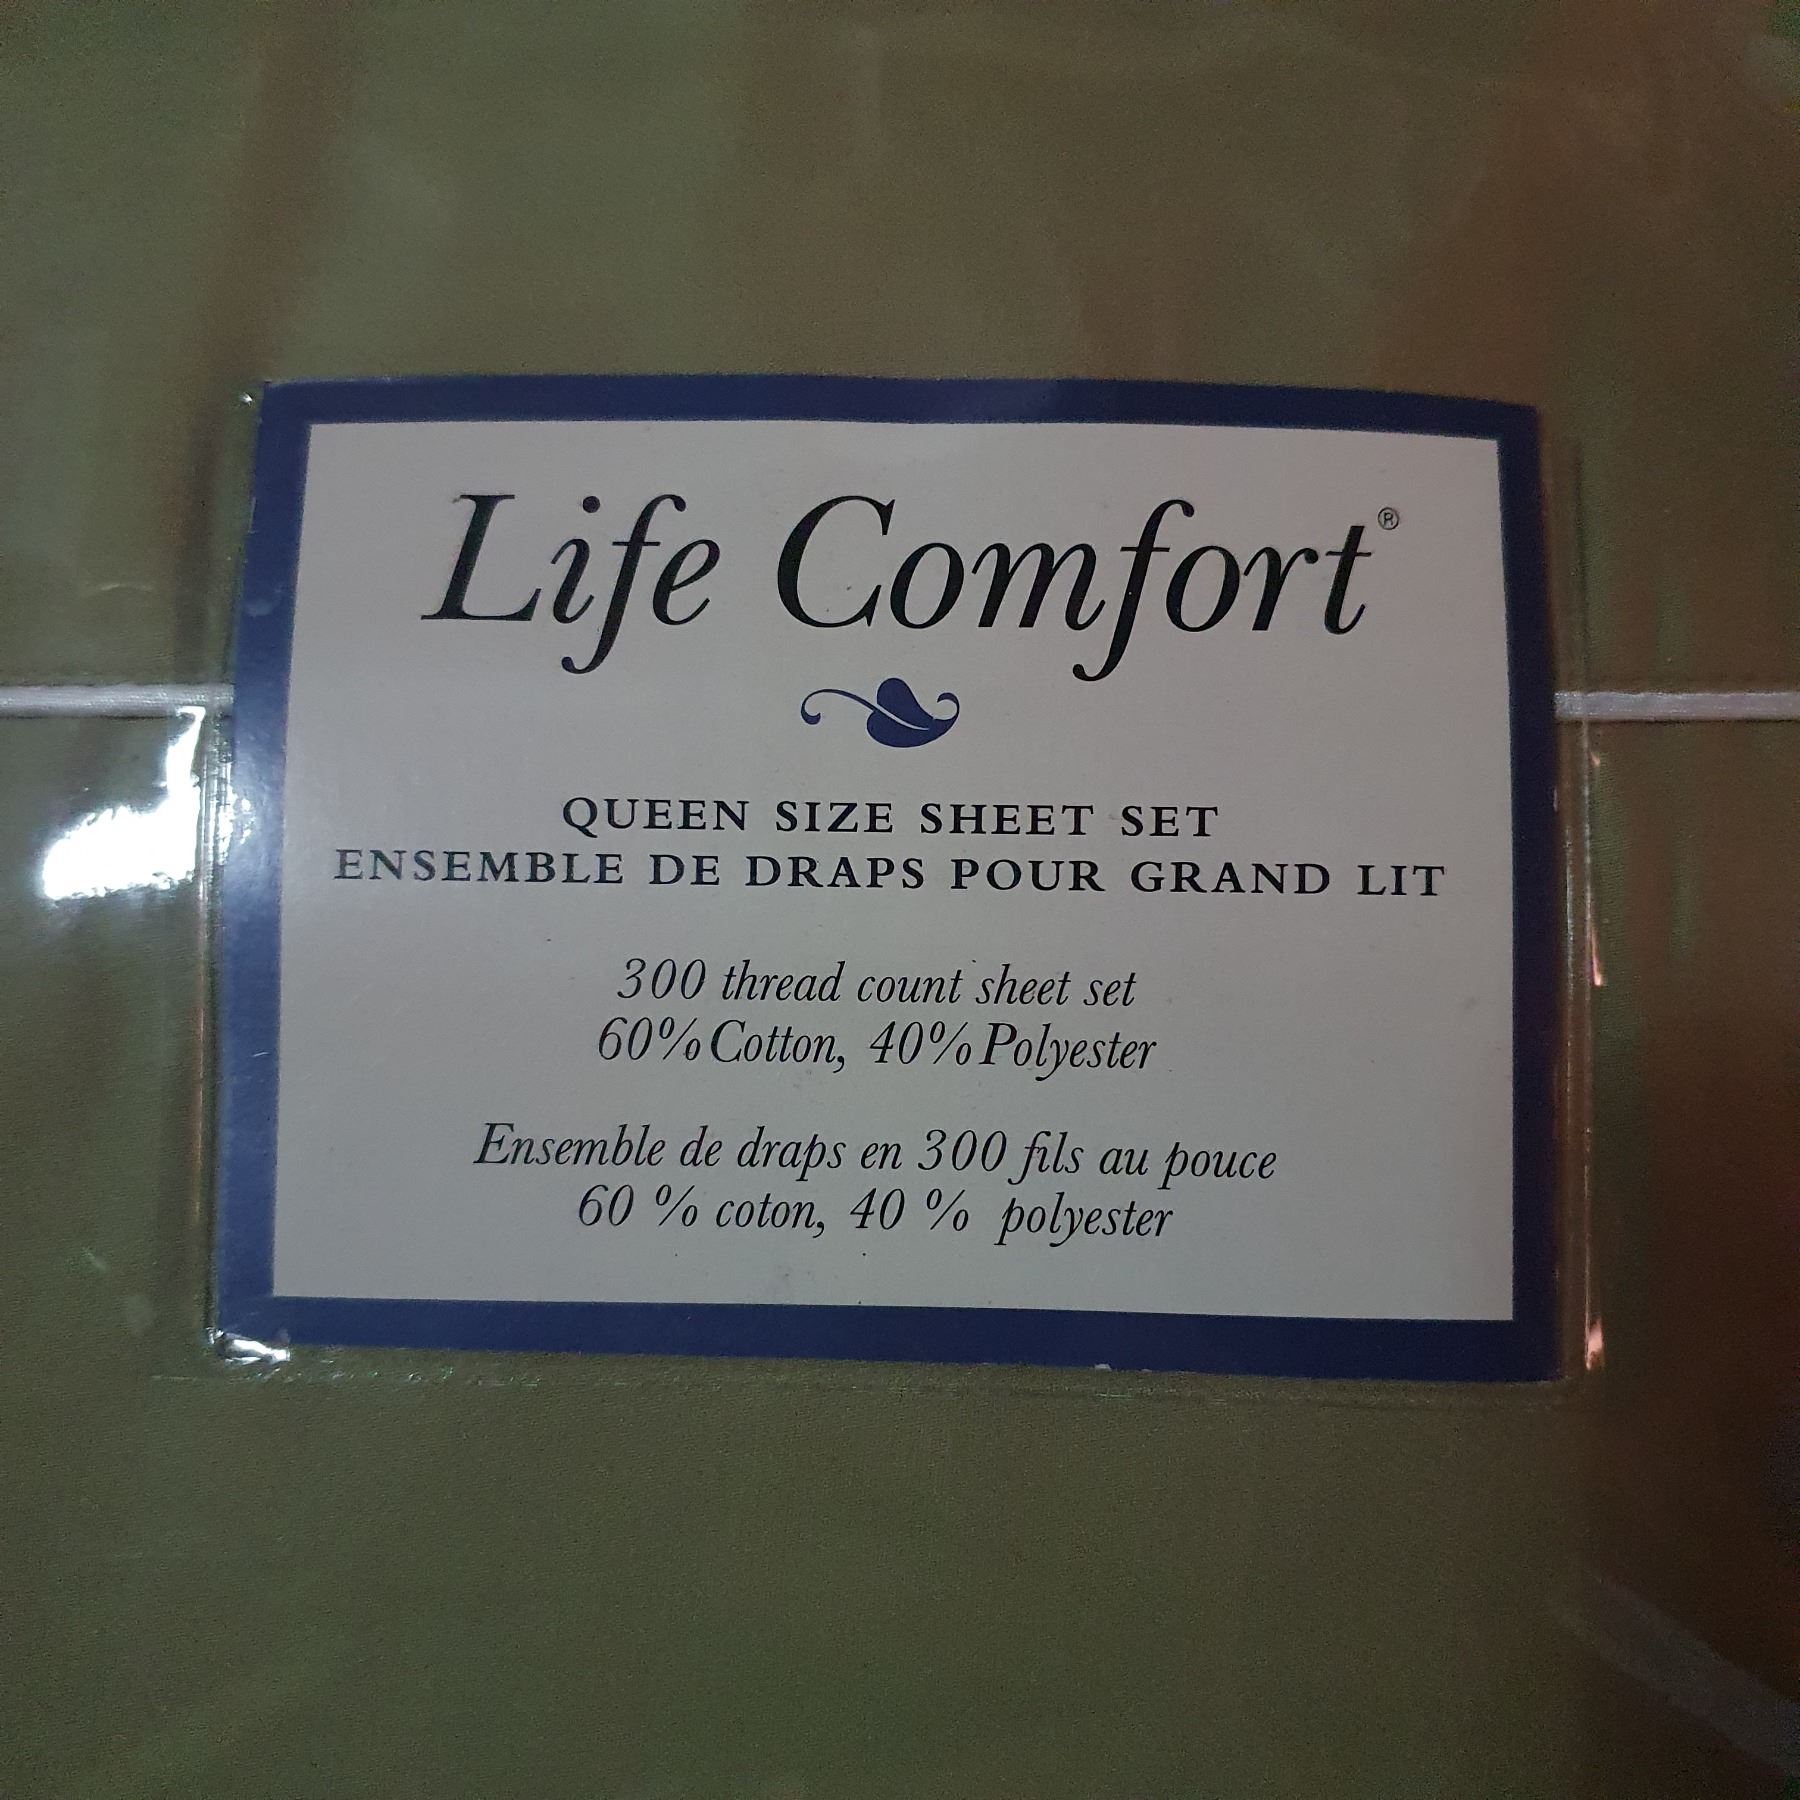 Life Comfort®
QUEEN SIZE SHEET SET
ENSEMBLE DE DRAPS POUR GRAND LIT
300 thread count sheet set
60% Cotton, 40% Polyester
Ensemble de draps en 300 fils au pouce
60 % coton, 40 % polyester